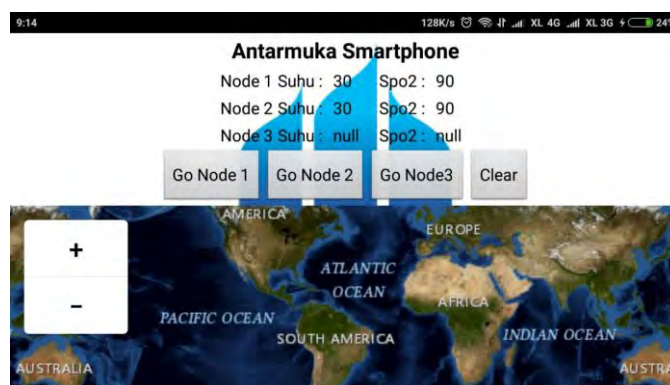 9:14 128K/s XL 4G XL 3G 24%
Antarmuka Smartphone
Node 1 Suhu : 30 Spo2 : 90
Node 2 Suhu : 30 Spo2 : 90
Node 3 Suhu : null Spo2 : null
Go Node 1 Go Node 2 Go Node3 Clear
+
−
AMERICA
EUROPE
ATLANTIC
OCEAN
AFRICA
PACIFIC OCEAN
SOUTH AMERICA
INDIAN OCEAN
AUSTRALIA
AUSTR